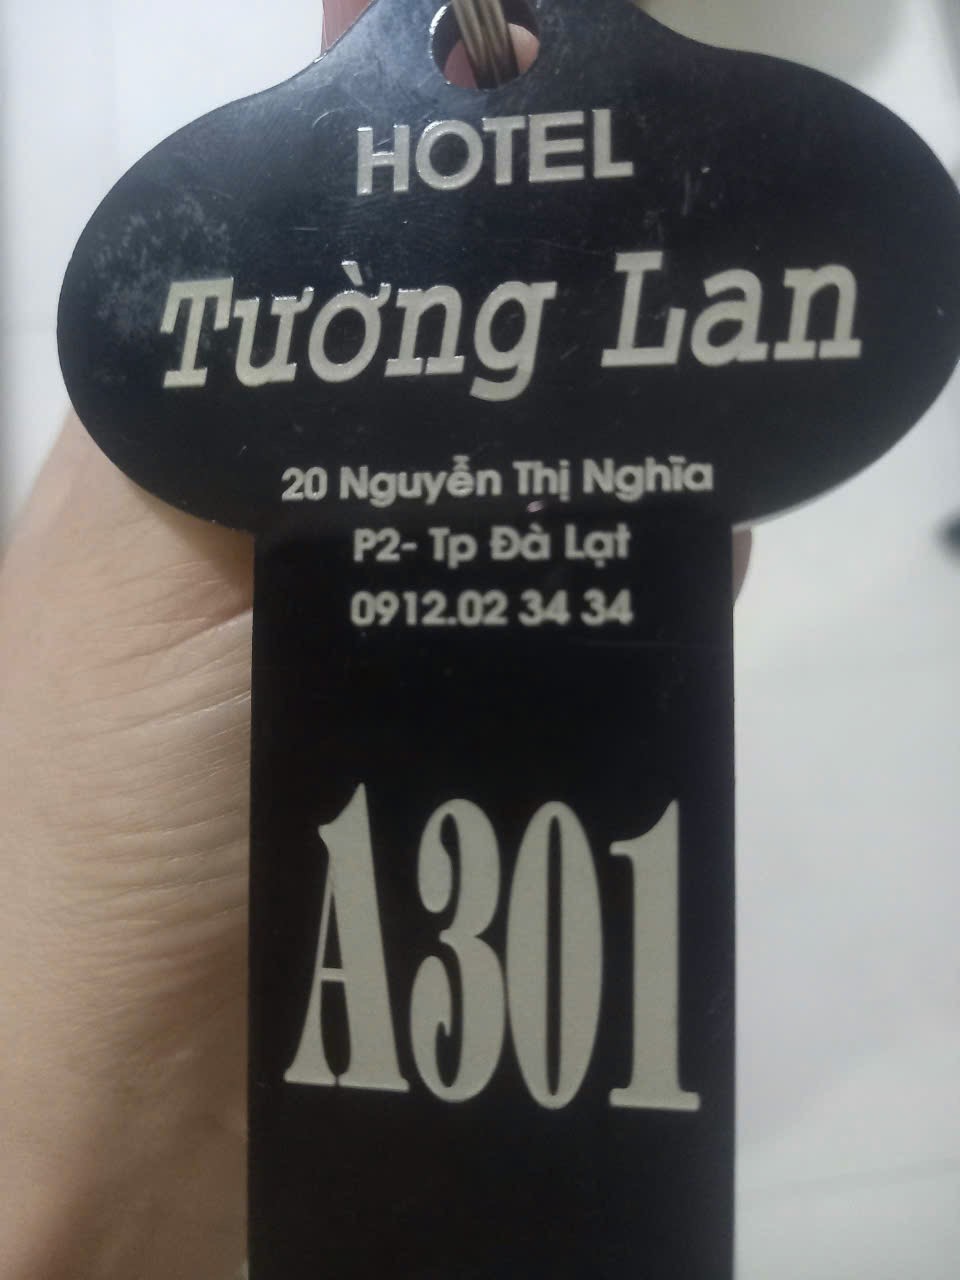 HOTEL
Tường Lan
20 Nguyễn Thị Nghĩa
P2- Tp Đà Lạt
0912.02 34 34
A301